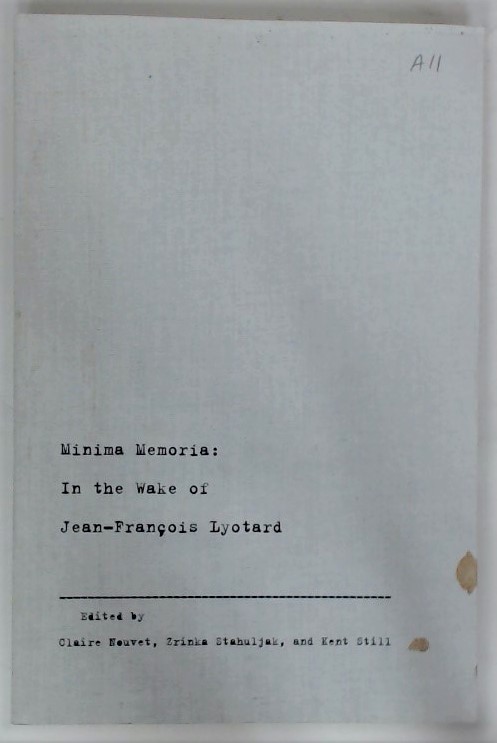 A11
Minima Memoria:
In the Wake of
Jean-François Lyotard
Edited by
Claire Nouvet, Zrinka Stahuljak, and Kent Still